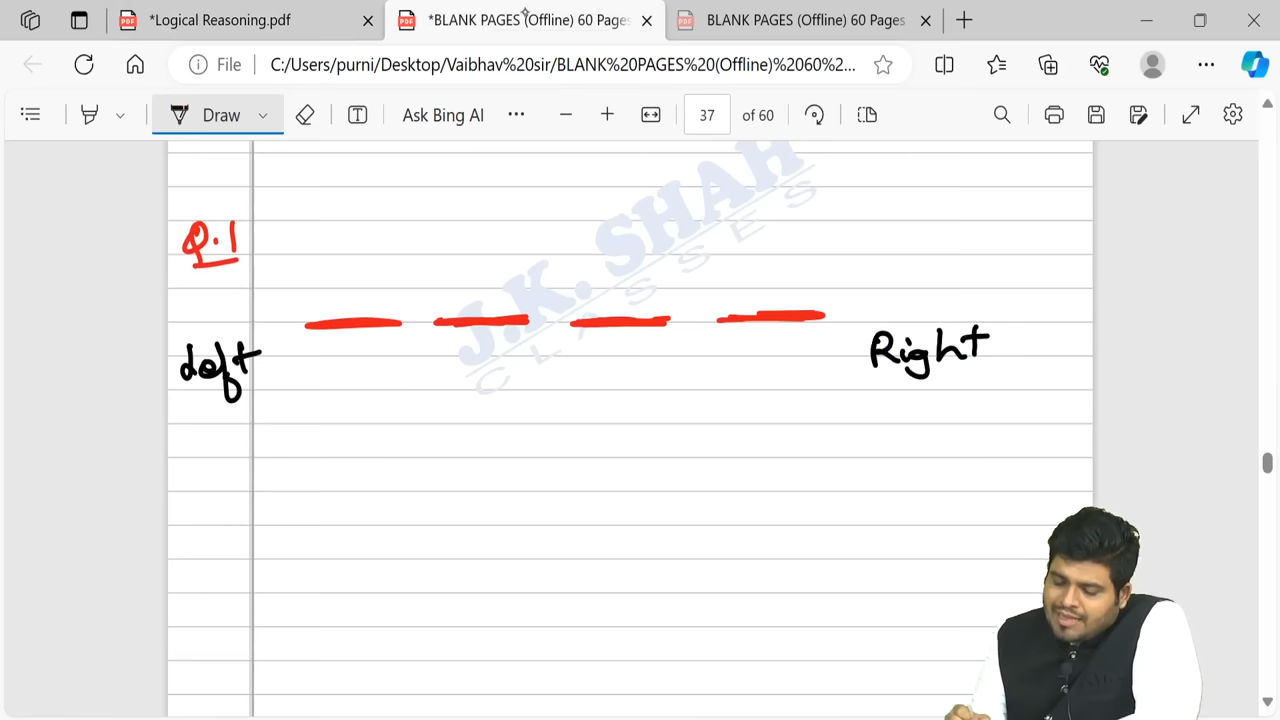 *Logical Reasoning.pdf
*BLANK PAGES (Offline) 60 Pages
BLANK PAGES (Offline) 60 Pages
File
C:/Users/purni/Desktop/Vaibhav%20sir/BLANK%20PAGES%20(Offline)%2060%2...
Draw
Ask Bing AI
37 of 60
J.K. SHAH
CLASSES
Q.1
Left
Right